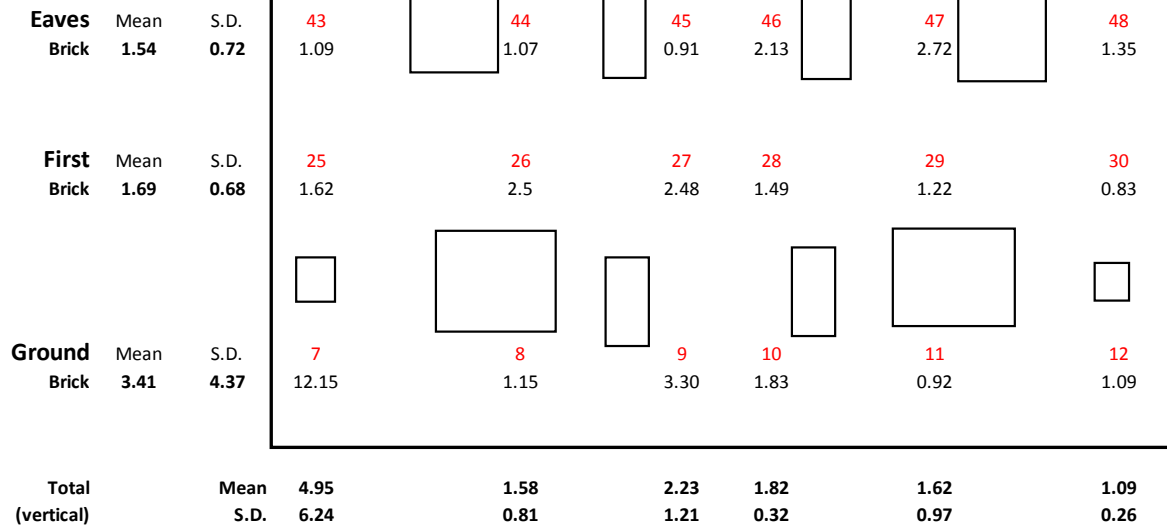 Eaves Mean S.D. 43 44 45 46 47 48
Brick 1.54 0.72 1.09 1.07 0.91 2.13 2.72 1.35
First Mean S.D. 25 26 27 28 29 30
Brick 1.69 0.68 1.62 2.5 2.48 1.49 1.22 0.83
Ground Mean S.D. 7 8 9 10 11 12
Brick 3.41 4.37 12.15 1.15 3.30 1.83 0.92 1.09
Total Mean 4.95 1.58 2.23 1.82 1.62 1.09
(vertical) S.D. 6.24 0.81 1.21 0.32 0.97 0.26